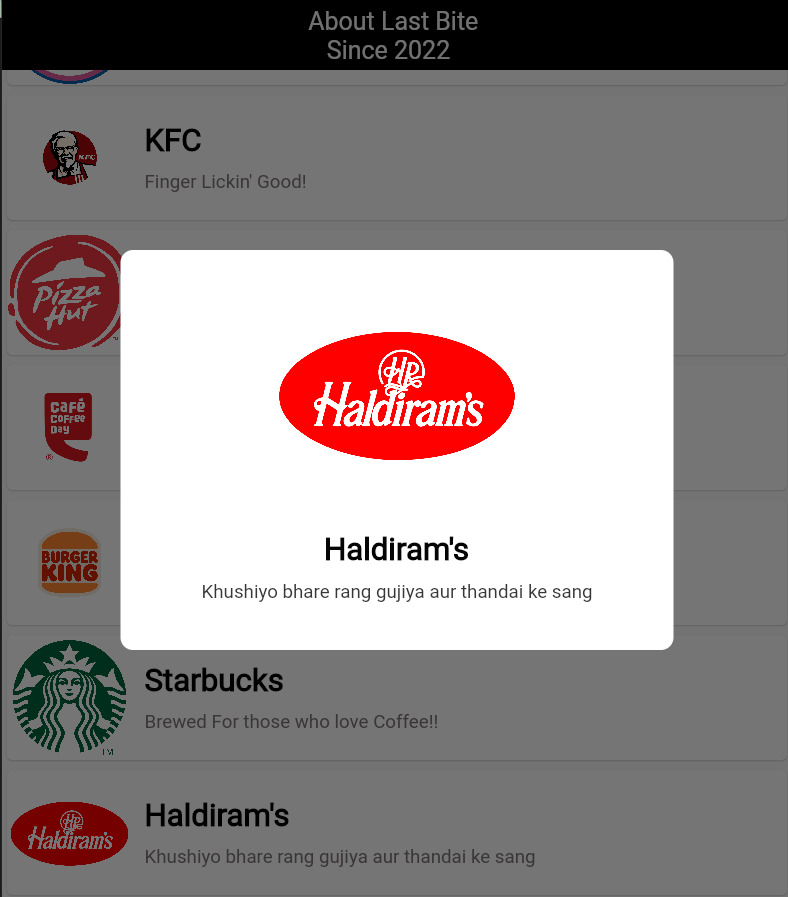 About Last Bite
Since 2022
KFC
KFC
Finger Lickin' Good!
Pizza
Hut
Café
Coffee
Day
®
BURGER
KING
HR
Haldiram's
Haldiram's
Khushiyo bhare rang gujiya aur thandai ke sang
Starbucks
Brewed For those who love Coffee!!
TM
HR
Haldiram's
Haldiram's
Khushiyo bhare rang gujiya aur thandai ke sang